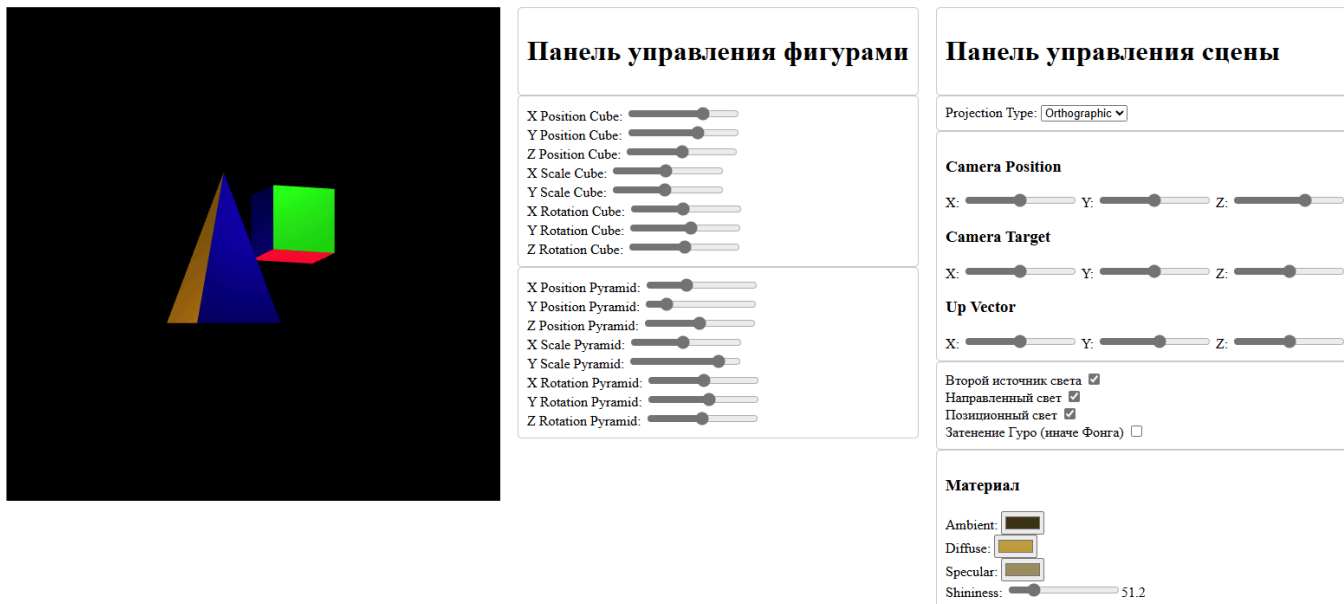 Панель управления фигурами
X Position Cube:
Y Position Cube:
Z Position Cube:
X Scale Cube:
Y Scale Cube:
X Rotation Cube:
Y Rotation Cube:
Z Rotation Cube:
X Position Pyramid:
Y Position Pyramid:
Z Position Pyramid:
X Scale Pyramid:
Y Scale Pyramid:
X Rotation Pyramid:
Y Rotation Pyramid:
Z Rotation Pyramid:
Панель управления сцены
Projection Type: Orthographic
Camera Position
X: Y: Z:
Camera Target
X: Y: Z:
Up Vector
X: Y: Z:
Второй источник света
Направленный свет
Позиционный свет
Затенение Гуро (иначе Фонга)
Материал
Ambient:
Diffuse:
Specular:
Shininess: 51.2